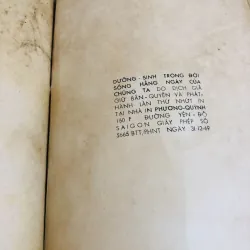 DƯỠNG-SINH TRONG ĐỜI
SỐNG HẰNG NGÀY CỦA
CHÚNG TA DO DỊCH GIẢ
GIỮ BẢN-QUYỀN VÀ PHÁT-
HÀNH LẦN THỨ NHỨT IN
TẠI NHÀ IN PHƯƠNG-QUỲNH
160 P ĐƯỜNG YÊN-ĐỖ
SAIGON GIẤY PHÉP SỐ
3668 BTT/PHNT NGÀY 31-12-69